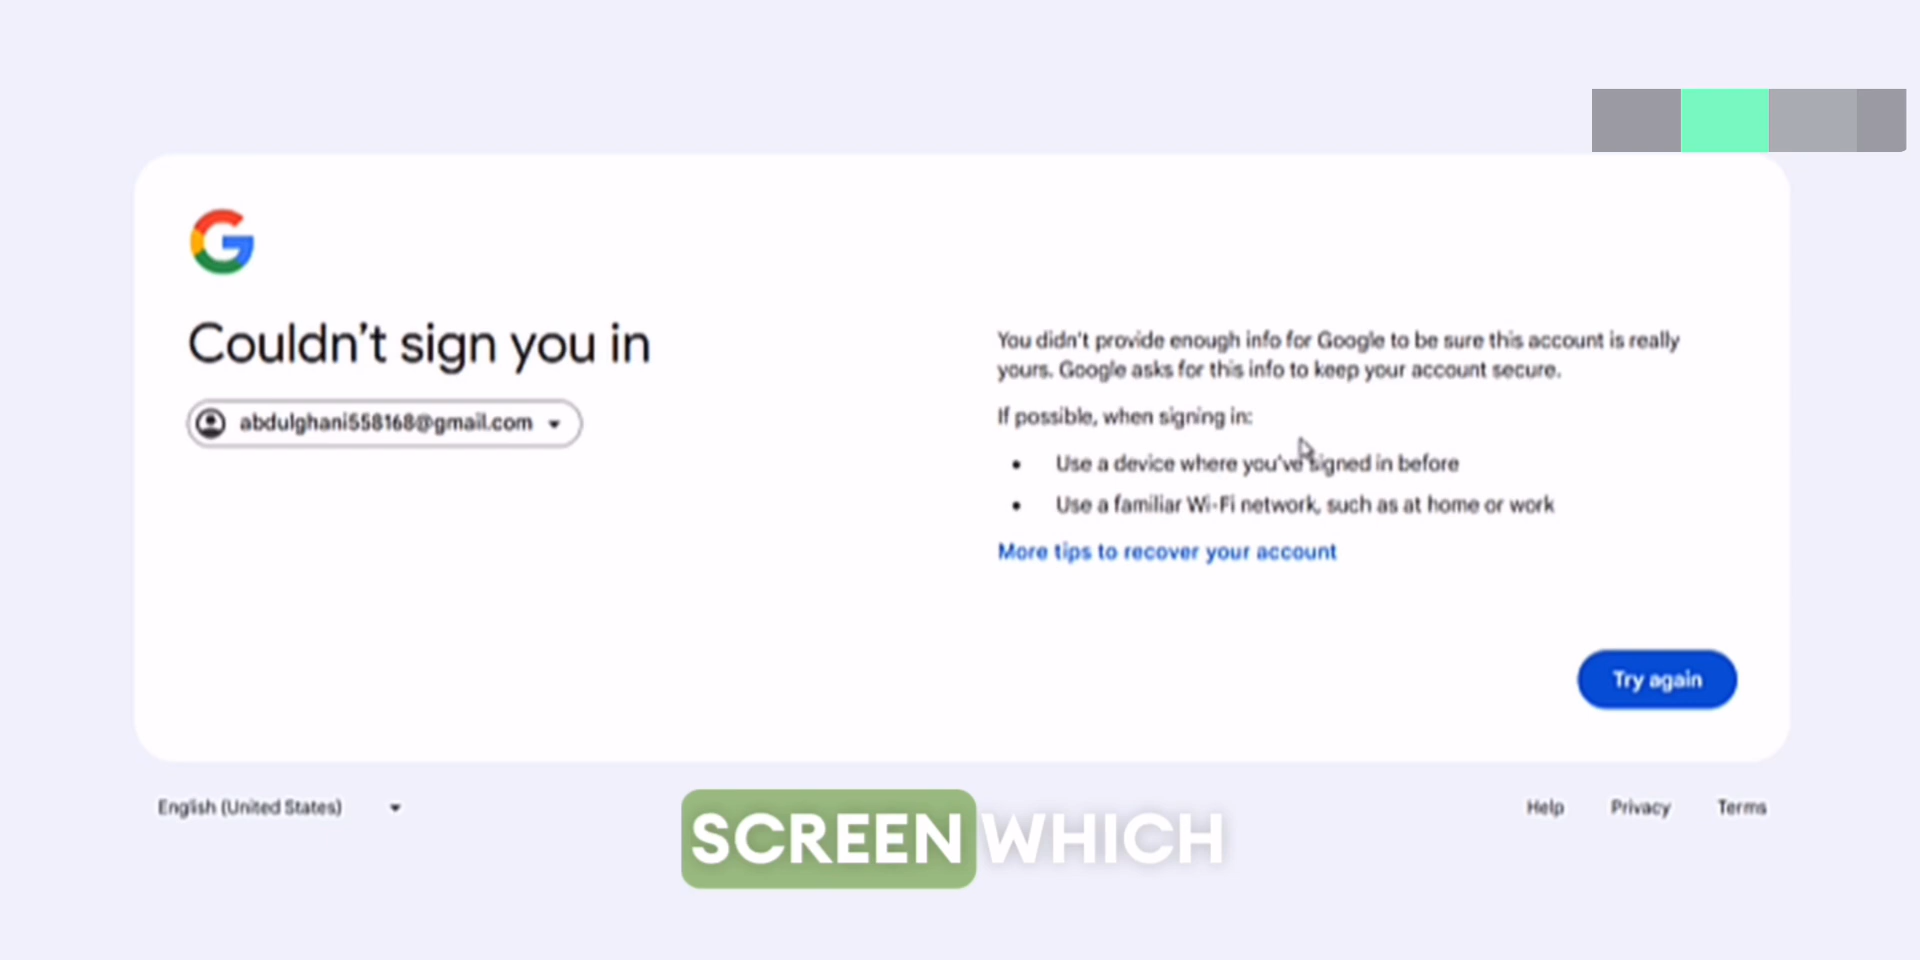 Couldn't sign you in
abdulghani558168@gmail.com
You didn't provide enough info for Google to be sure this account is really
yours. Google asks for this info to keep your account secure.
If possible, when signing in:
• Use a device where you've signed in before
• Use a familiar Wi-Fi network, such as at home or work
More tips to recover your account
Try again
English (United States)
Help Privacy Terms
SCREEN WHICH